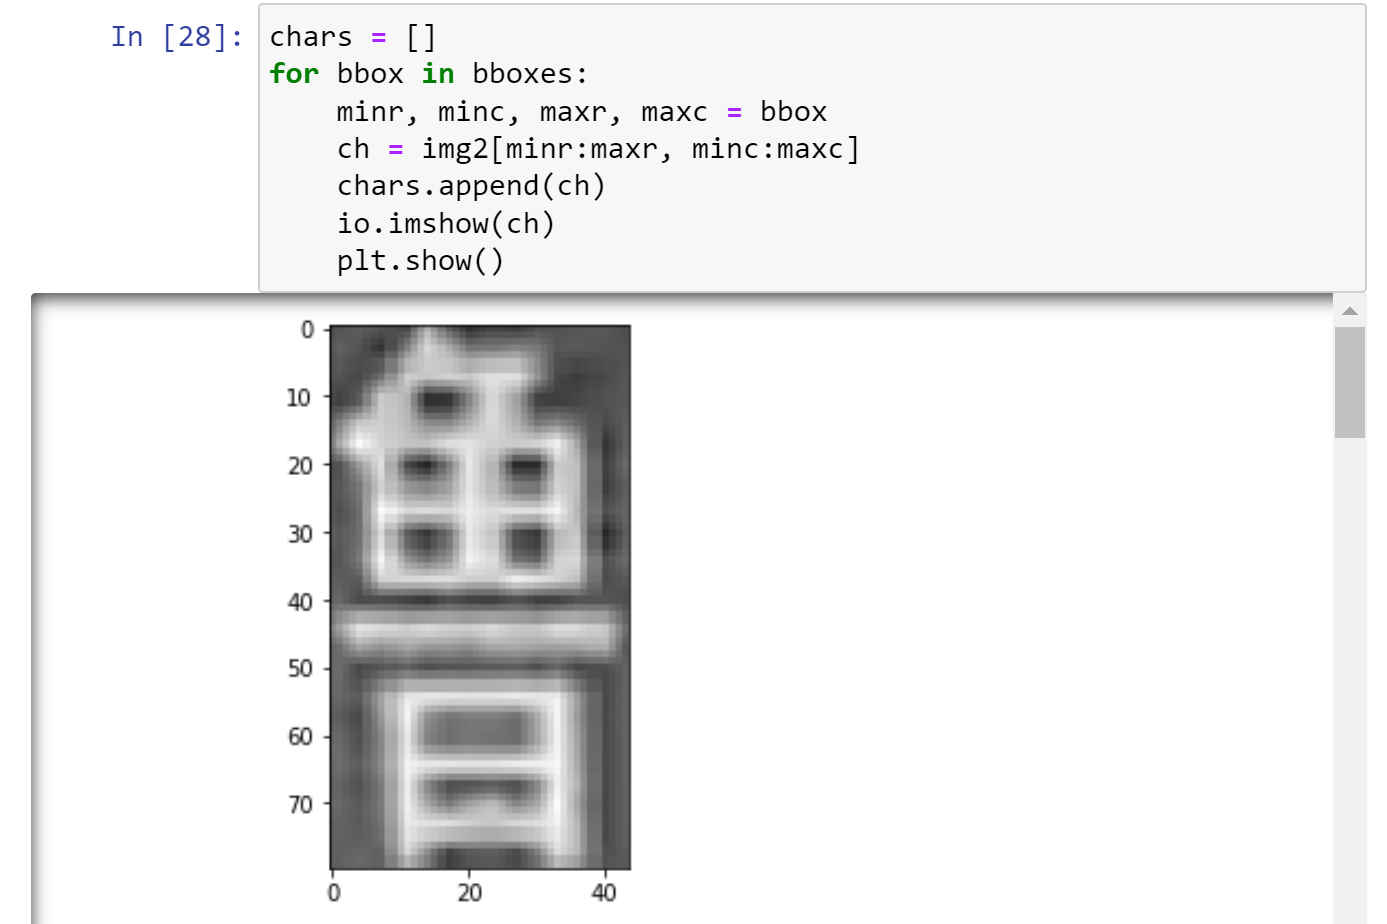 In [28]: chars = []
for bbox in bboxes:
    minr, minc, maxr, maxc = bbox
    ch = img2[minr:maxr, minc:maxc]
    chars.append(ch)
    io.imshow(ch)
    plt.show()
0
10
20
30
40
50
60
70
0 20 40